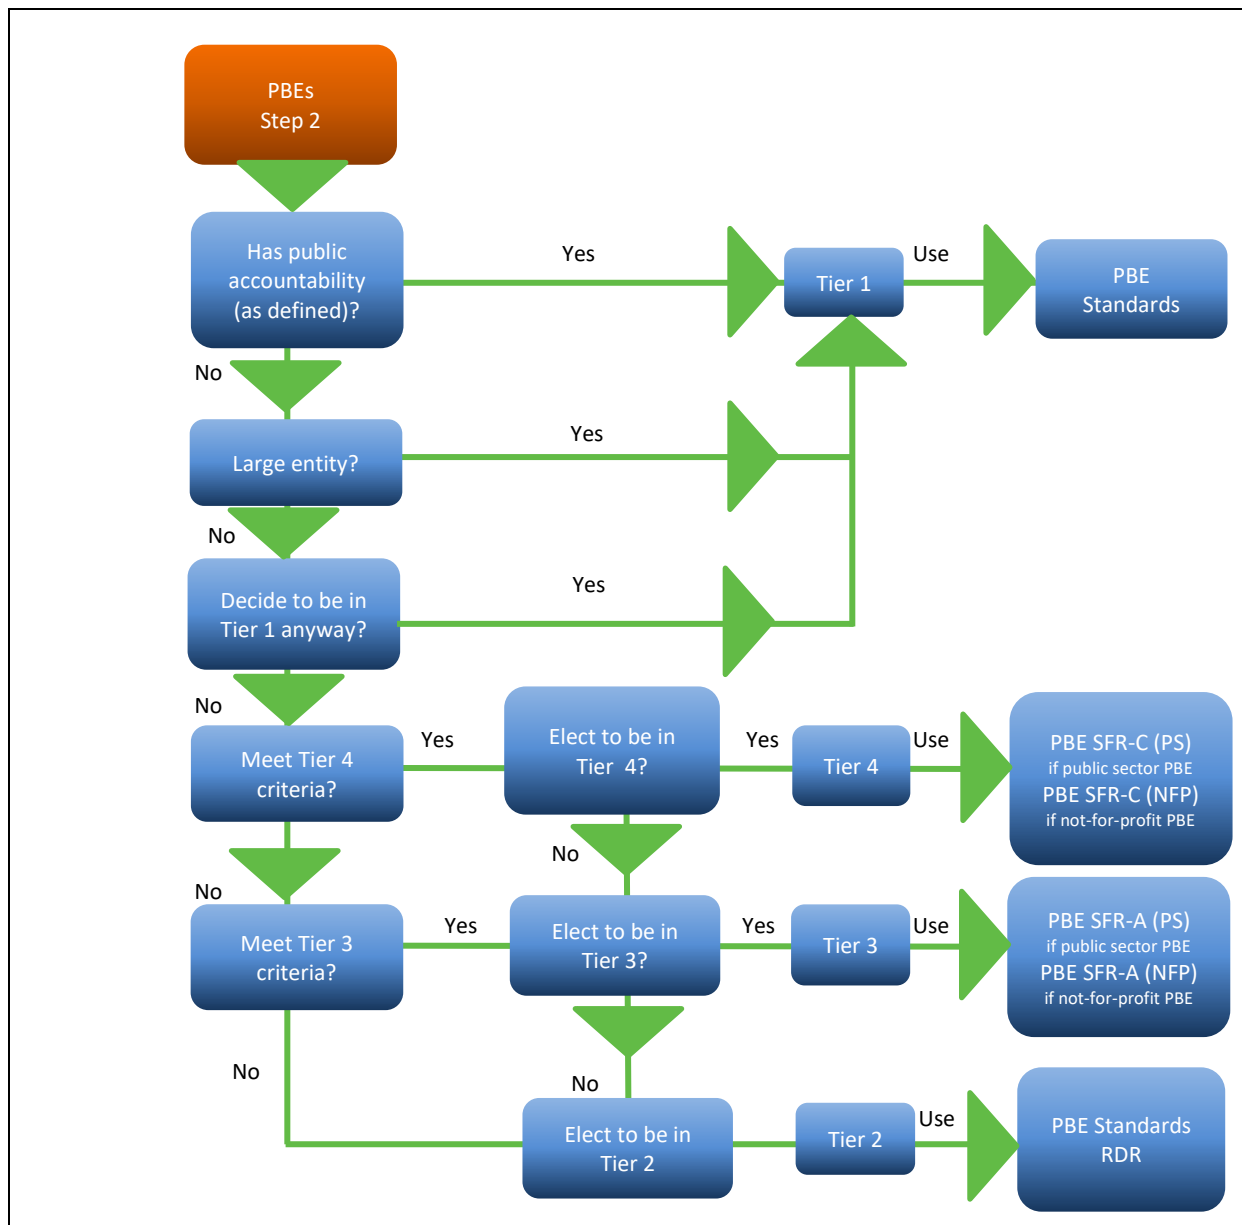 PBEs
Step 2
Has public
accountability
(as defined)?
Yes
Tier 1
Use
PBE
Standards
No
Large entity?
Yes
No
Decide to be in
Tier 1 anyway?
Yes
No
Meet Tier 4
criteria?
Yes
Elect to be in
Tier 4?
Yes
Tier 4
Use
PBE SFR-C (PS)
if public sector PBE
PBE SFR-C (NFP)
if not-for-profit PBE
No
No
Meet Tier 3
criteria?
Yes
Elect to be in
Tier 3?
Yes
Tier 3
Use
PBE SFR-A (PS)
if public sector PBE
PBE SFR-A (NFP)
if not-for-profit PBE
No
No
Elect to be in
Tier 2
Tier 2
Use
PBE Standards
RDR